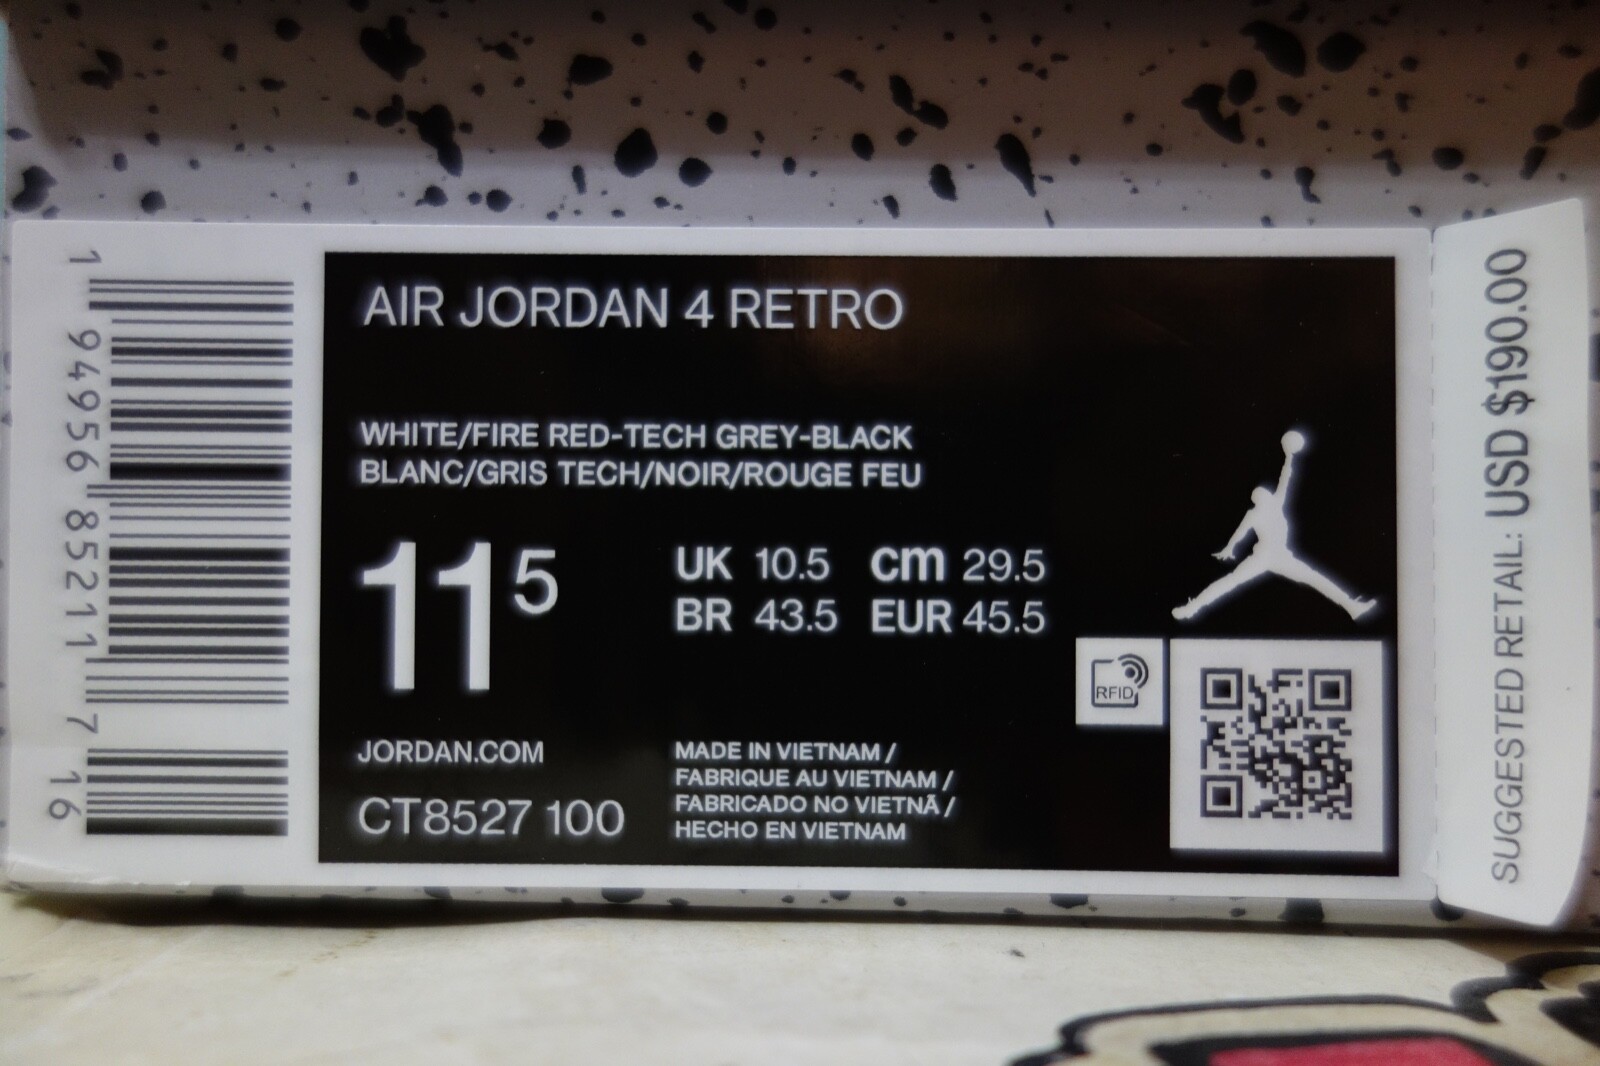 AIR JORDAN 4 RETRO
WHITE/FIRE RED-TECH GREY-BLACK
BLANC/GRIS TECH/NOIR/ROUGE FEU
11 5
UK 10.5 cm 29.5
BR 43.5 EUR 45.5
RFID
JORDAN.COM
CT8527 100
MADE IN VIETNAM /
FABRIQUE AU VIETNAM /
FABRICADO NO VIETNÃ /
HECHO EN VIETNAM
1 94956 85211 7 16
SUGGESTED RETAIL: USD $190.00